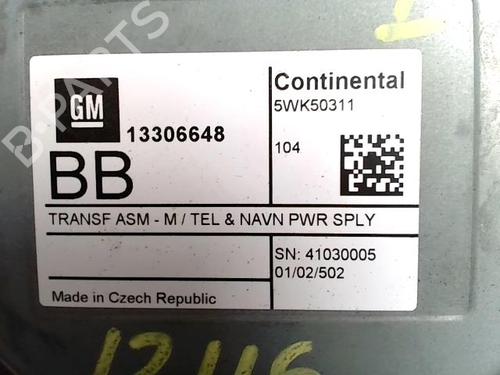 GM
13306648
BB
Continental
5WK50311
104
TRANSF ASM - M / TEL & NAVN PWR SPLY
SN: 41030005
01/02/502
Made in Czech Republic
B-PARTS